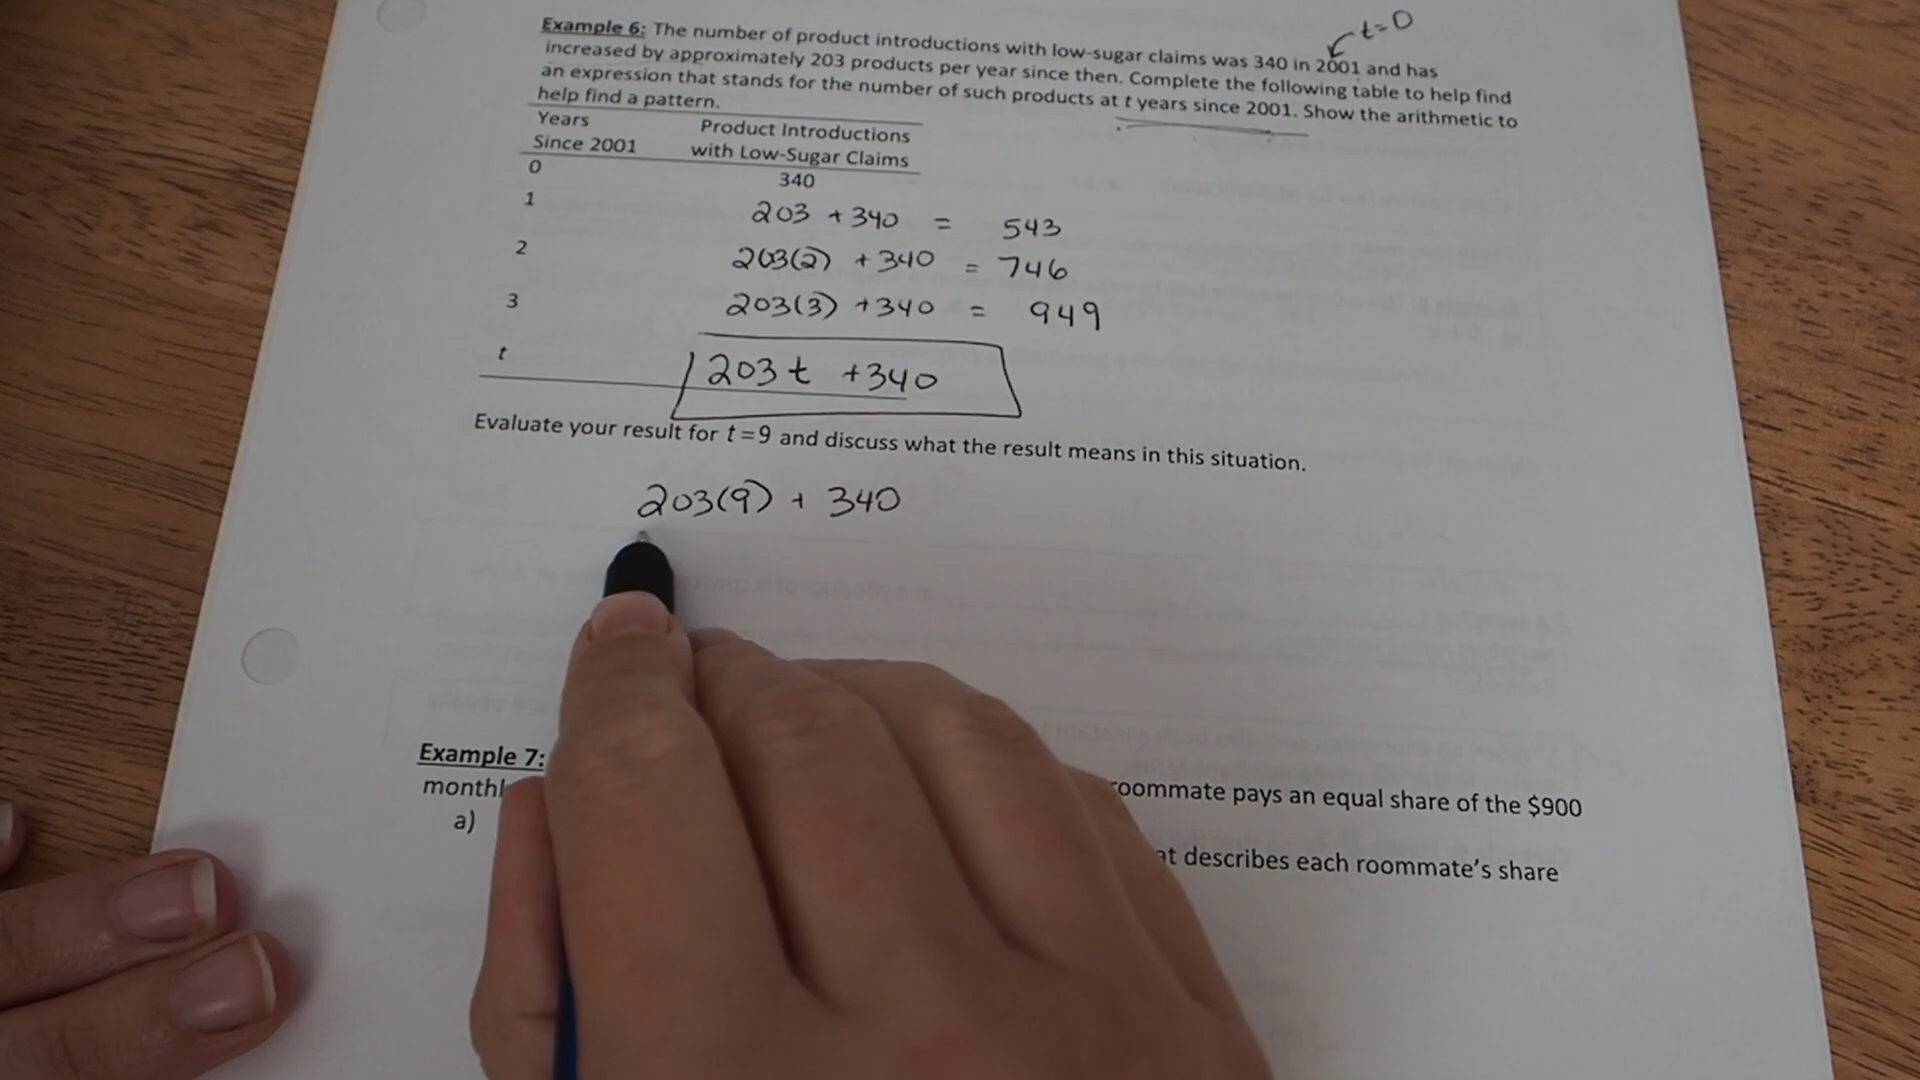 Example 6: The number of product introductions with low-sugar claims was 340 in 2001 and has
t=0
increased by approximately 203 products per year since then. Complete the following table to help find
an expression that stands for the number of such products at t years since 2001. Show the arithmetic to
help find a pattern.
Years Since 2001
Product Introductions with Low-Sugar Claims
0 340
1 203 + 340 = 543
2 203(2) + 340 = 746
3 203(3) + 340 = 949
t 203t + 340
Evaluate your result for t = 9 and discuss what the result means in this situation.
203(9) + 340
Example 7:
roommate pays an equal share of the $900
a)
describes each roommate's share